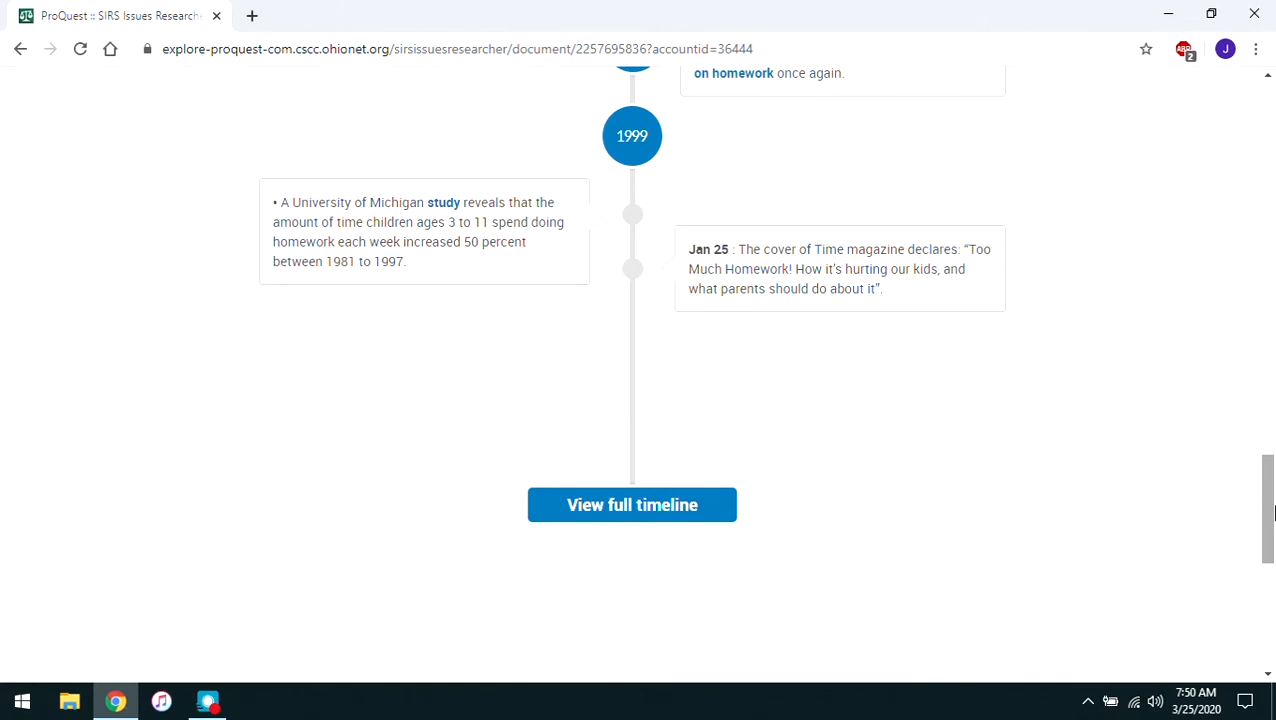 ProQuest :: SIRS Issues Researche
explore-proquest-com.cscc.ohionet.org/sirsissuesresearcher/document/2257695836?accountid=36444
ABP
2
J
on homework once again.
1999
• A University of Michigan study reveals that the
amount of time children ages 3 to 11 spend doing
homework each week increased 50 percent
between 1981 to 1997.
Jan 25 : The cover of Time magazine declares: “Too
Much Homework! How it’s hurting our kids, and
what parents should do about it”.
View full timeline
7:50 AM
3/25/2020